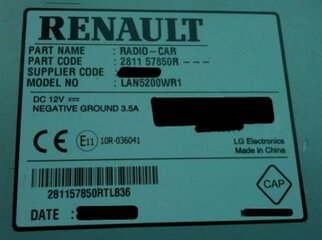 RENAULT
PART NAME : RADIO-CAR
PART CODE : 2811 57850R ---
SUPPLIER CODE :
MODEL NO : LAN5200WR1
DC 12V ⎓
NEGATIVE GROUND 3.5A
CE E11 10R-036041
LG Electronics
Made in China
281157850RTL836
CAP
DATE :